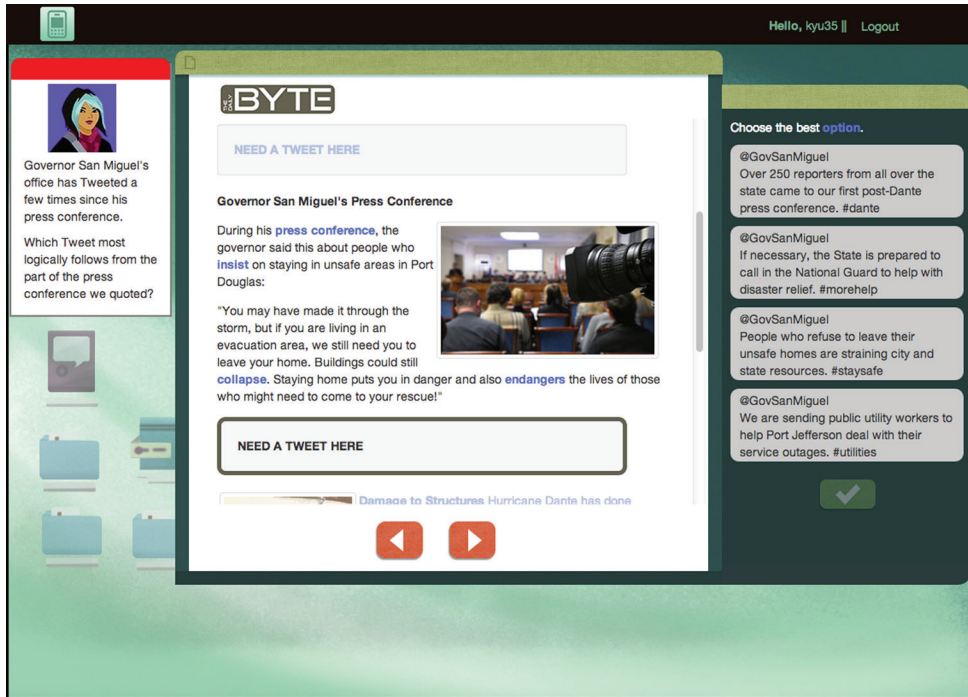 Hello, kyu35 || Logout
Governor San Miguel's
office has Tweeted a
few times since his
press conference.
Which Tweet most
logically follows from the
part of the press
conference we quoted?
THE DAILY BYTE
NEED A TWEET HERE
Governor San Miguel's Press Conference
During his press conference, the
governor said this about people who
insist on staying in unsafe areas in Port
Douglas:
"You may have made it through the
storm, but if you are living in an
evacuation area, we still need you to
leave your home. Buildings could still
collapse. Staying home puts you in danger and also endangers the lives of those
who might need to come to your rescue!"
NEED A TWEET HERE
Damage to Structures Hurricane Dante has done
Choose the best option.
@GovSanMiguel
Over 250 reporters from all over the
state came to our first post-Dante
press conference. #dante
@GovSanMiguel
If necessary, the State is prepared to
call in the National Guard to help with
disaster relief. #morehelp
@GovSanMiguel
People who refuse to leave their
unsafe homes are straining city and
state resources. #staysafe
@GovSanMiguel
We are sending public utility workers to
help Port Jefferson deal with their
service outages. #utilities